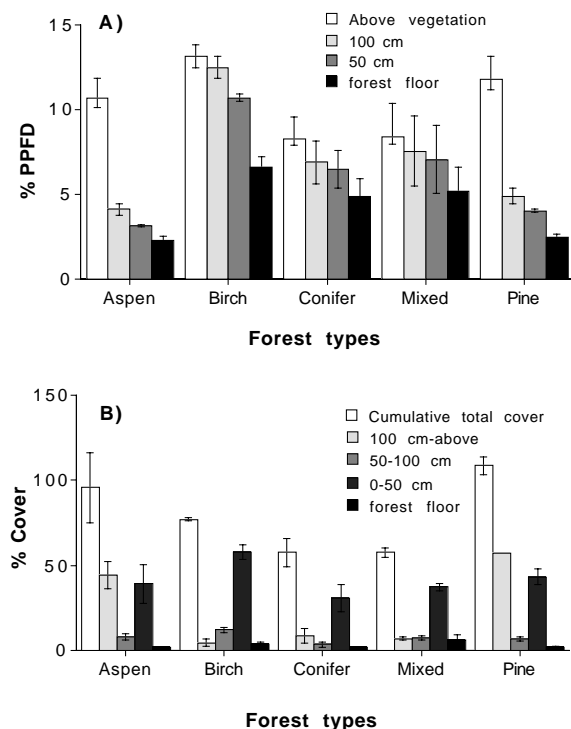 A)
Above vegetation
100 cm
50 cm
forest floor
15
10
5
0
% PPFD
Aspen Birch Conifer Mixed Pine
Forest types
B)
Cumulative total cover
100 cm-above
50-100 cm
0-50 cm
forest floor
150
100
50
0
% Cover
Aspen Birch Conifer Mixed Pine
Forest types